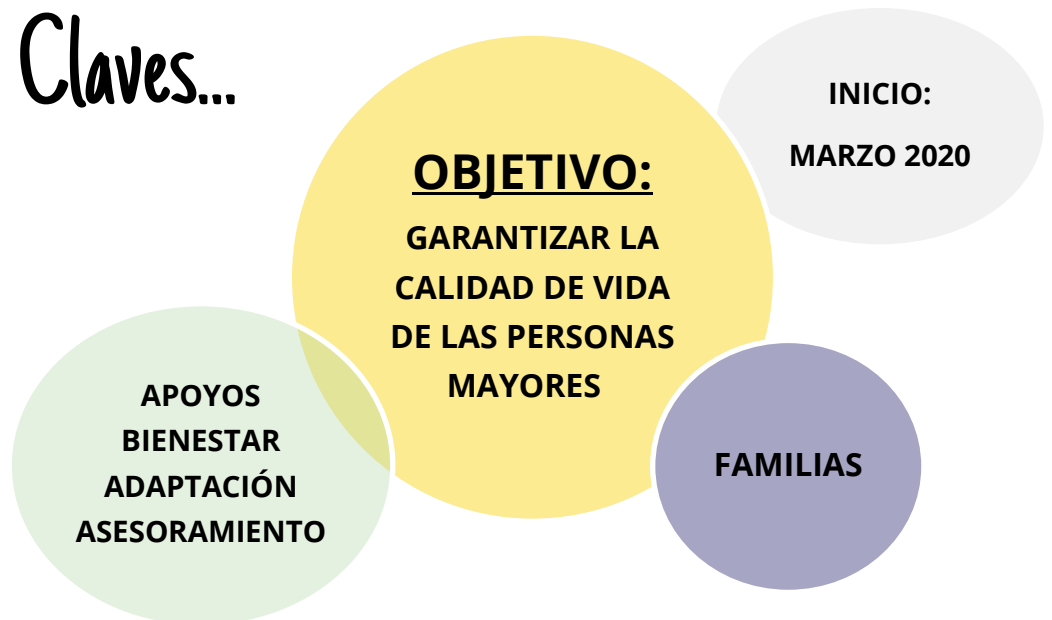 Claves...
INICIO:
MARZO 2020
OBJETIVO:
GARANTIZAR LA
CALIDAD DE VIDA
DE LAS PERSONAS
MAYORES
APOYOS
BIENESTAR
ADAPTACIÓN
ASESORAMIENTO
FAMILIAS